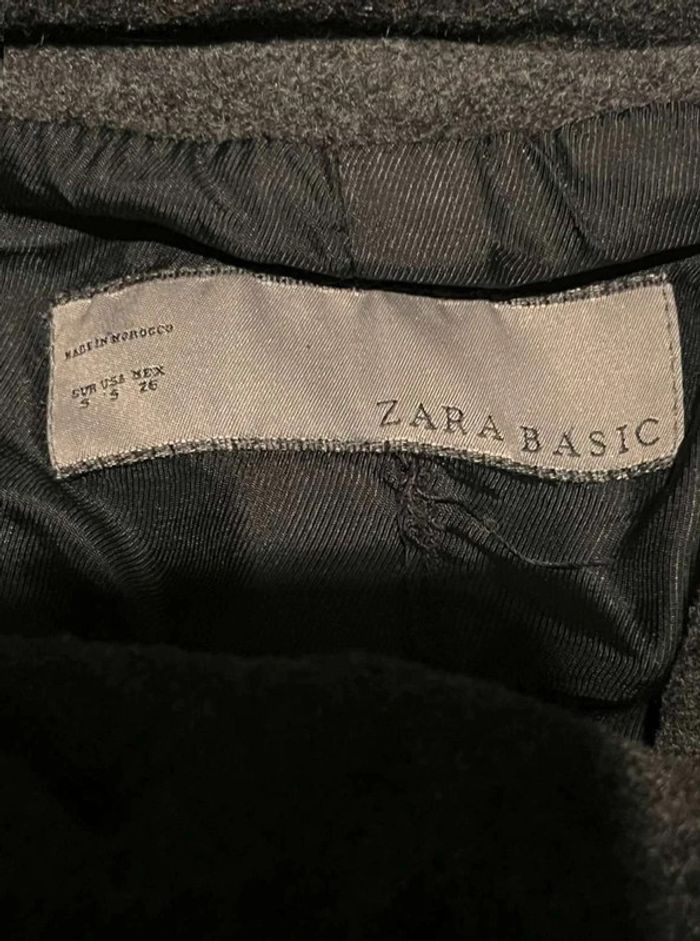 MADE IN MOROCCO
EUR USA MEX
S S 26
ZARA BASIC